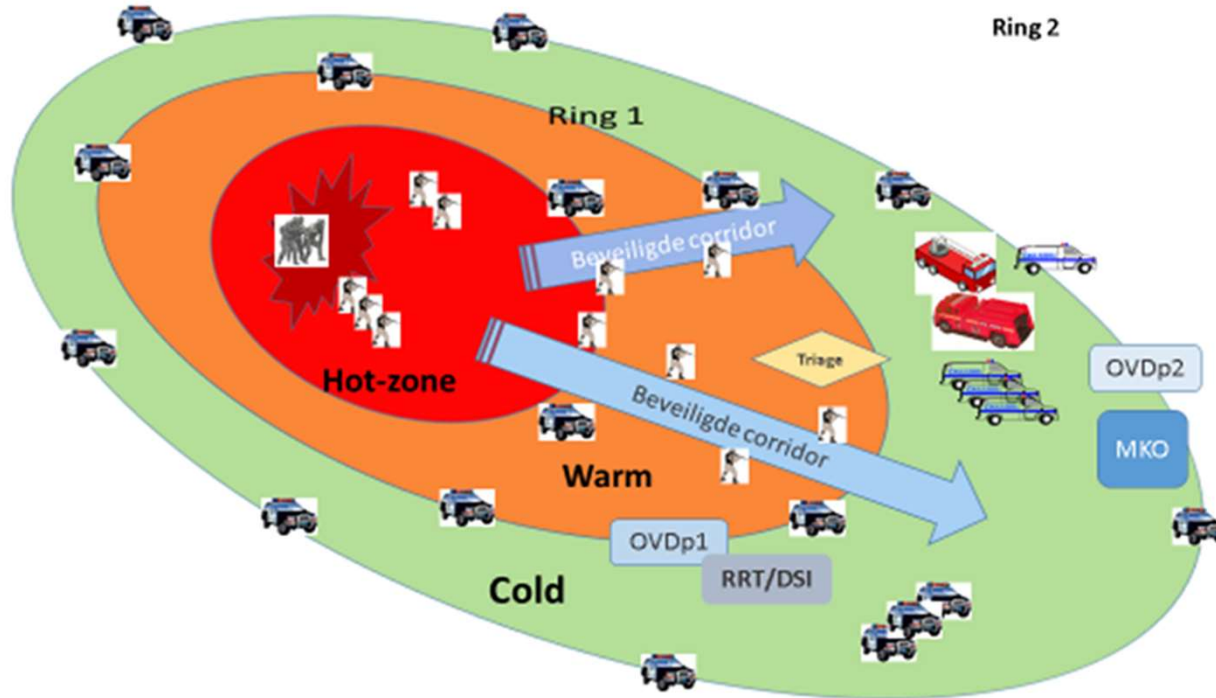 Ring 2
Ring 1
Beveiligde corridor
Triage
Hot-zone
OVDp2
Beveiligde corridor
MKO
Warm
OVDp1
RRT/DSI
Cold